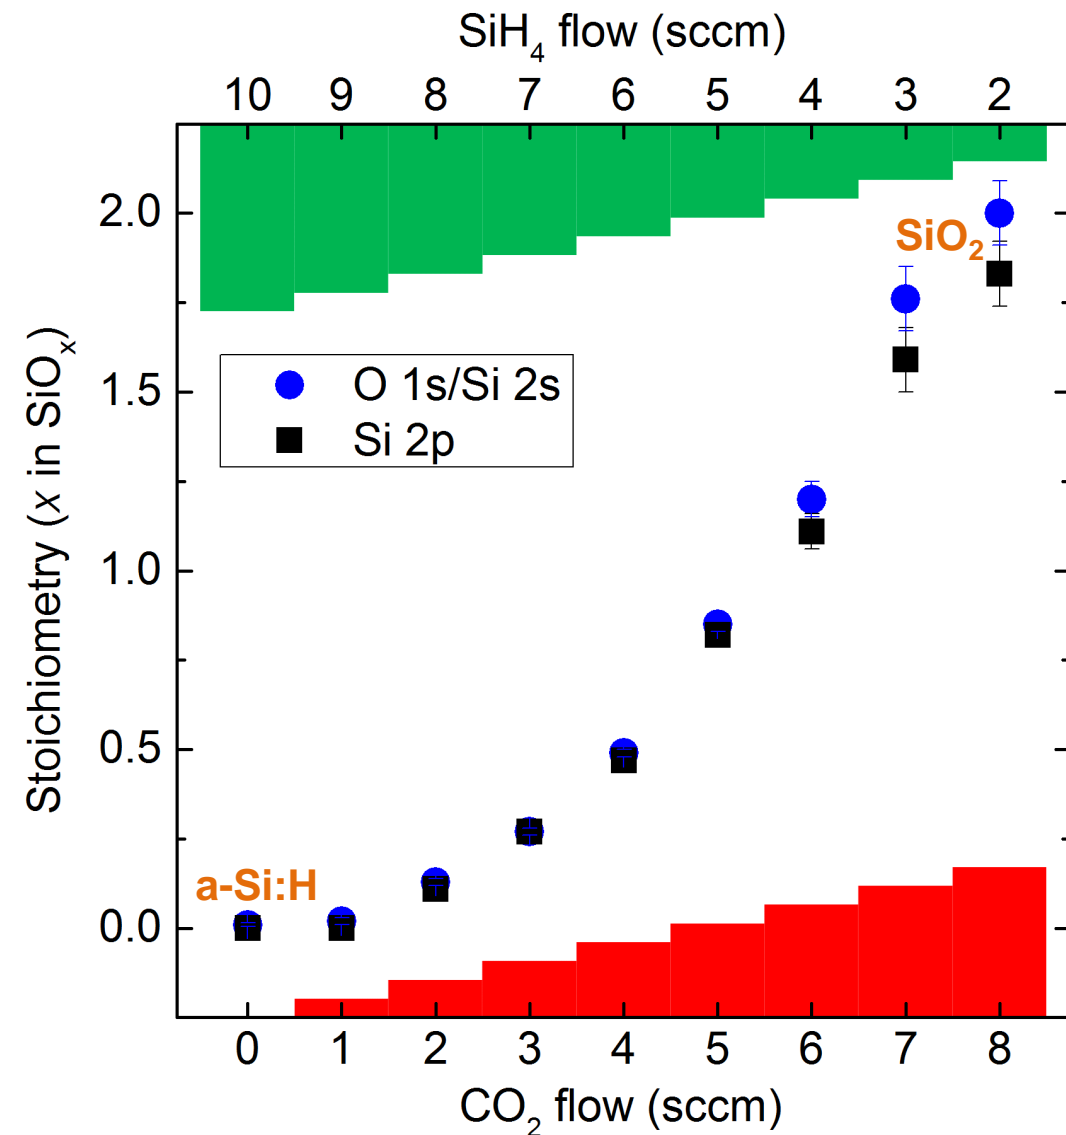 SiH₄ flow (sccm)
10 9 8 7 6 5 4 3 2
Stoichiometry (x in SiOₓ)
2.0
1.5
1.0
0.5
0.0
SiO₂
O 1s/Si 2s
Si 2p
a-Si:H
0 1 2 3 4 5 6 7 8
CO₂ flow (sccm)